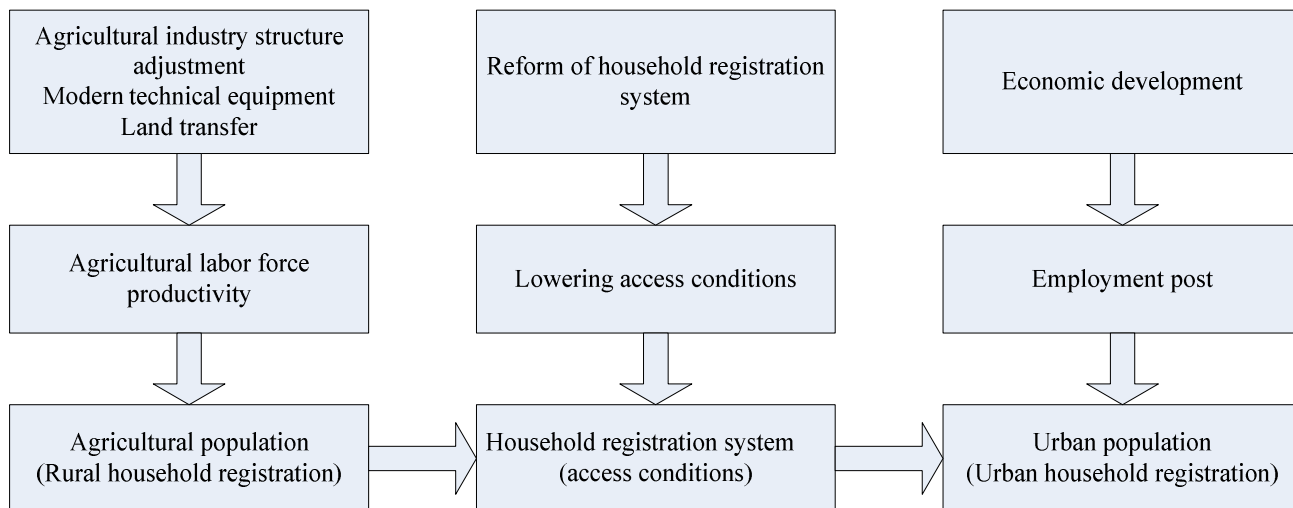 Agricultural industry structure
adjustment
Modern technical equipment
Land transfer
Reform of household registration
system
Economic development
Agricultural labor force
productivity
Lowering access conditions
Employment post
Agricultural population
(Rural household registration)
Household registration system
(access conditions)
Urban population
(Urban household registration)